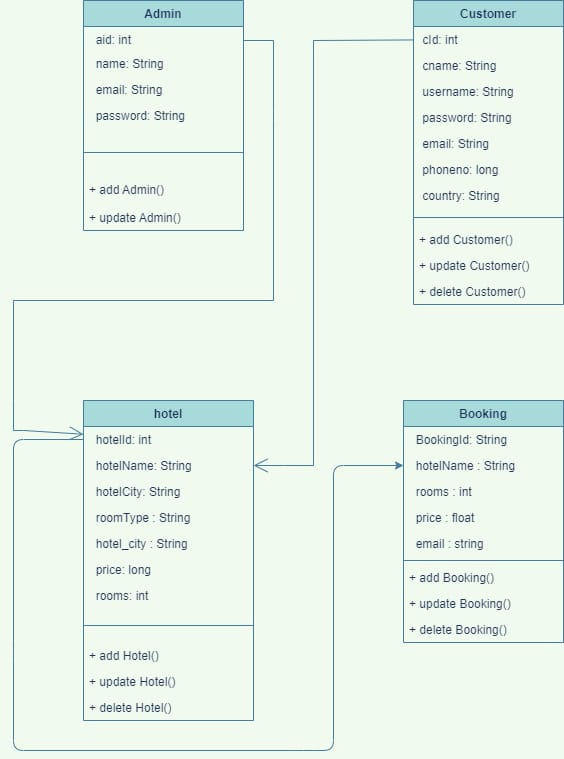 Admin
aid: int
name: String
email: String
password: String
+ add Admin()
+ update Admin()
Customer
cId: int
cname: String
username: String
password: String
email: String
phoneno: long
country: String
+ add Customer()
+ update Customer()
+ delete Customer()
hotel
hotelId: int
hotelName: String
hotelCity: String
roomType : String
hotel_city : String
price: long
rooms: int
+ add Hotel()
+ update Hotel()
+ delete Hotel()
Booking
BookingId: String
hotelName : String
rooms : int
price : float
email : string
+ add Booking()
+ update Booking()
+ delete Booking()